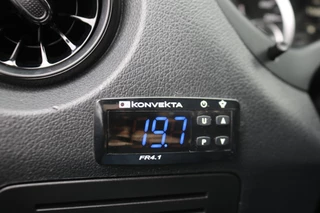 KONVEKTA
19.7
U
P
FR4.1